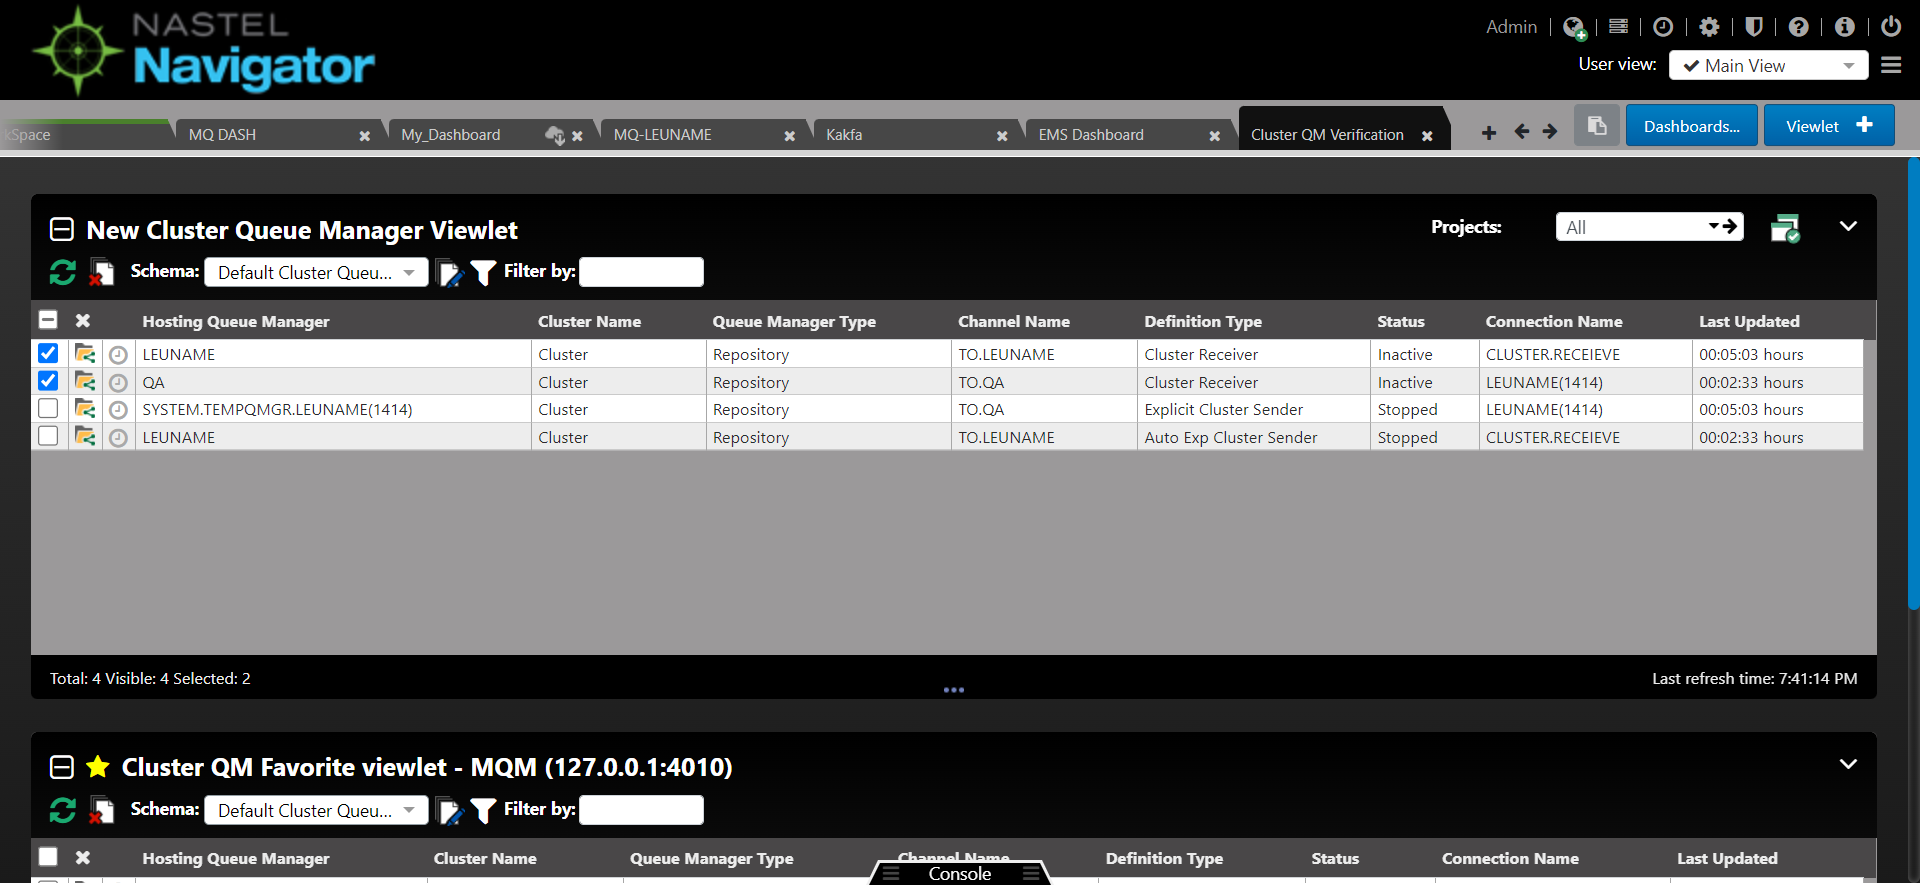 NASTEL
Navigator
Admin
User view: Main View
kSpace
MQ DASH
My_Dashboard
MQ-LEUNAME
Kakfa
EMS Dashboard
Cluster QM Verification
Dashboards...
Viewlet
New Cluster Queue Manager Viewlet
Projects: All
Schema: Default Cluster Queu... Filter by:
Hosting Queue Manager Cluster Name Queue Manager Type Channel Name Definition Type Status Connection Name Last Updated
LEUNAME Cluster Repository TO.LEUNAME Cluster Receiver Inactive CLUSTER.RECEIEVE 00:05:03 hours
QA Cluster Repository TO.QA Cluster Receiver Inactive LEUNAME(1414) 00:02:33 hours
SYSTEM.TEMPQMGR.LEUNAME(1414) Cluster Repository TO.QA Explicit Cluster Sender Stopped LEUNAME(1414) 00:05:03 hours
LEUNAME Cluster Repository TO.LEUNAME Auto Exp Cluster Sender Stopped CLUSTER.RECEIEVE 00:02:33 hours
Total: 4 Visible: 4 Selected: 2
Last refresh time: 7:41:14 PM
Cluster QM Favorite viewlet - MQM (127.0.0.1:4010)
Schema: Default Cluster Queu... Filter by:
Hosting Queue Manager Cluster Name Queue Manager Type Channel Name Definition Type Status Connection Name Last Updated
Console